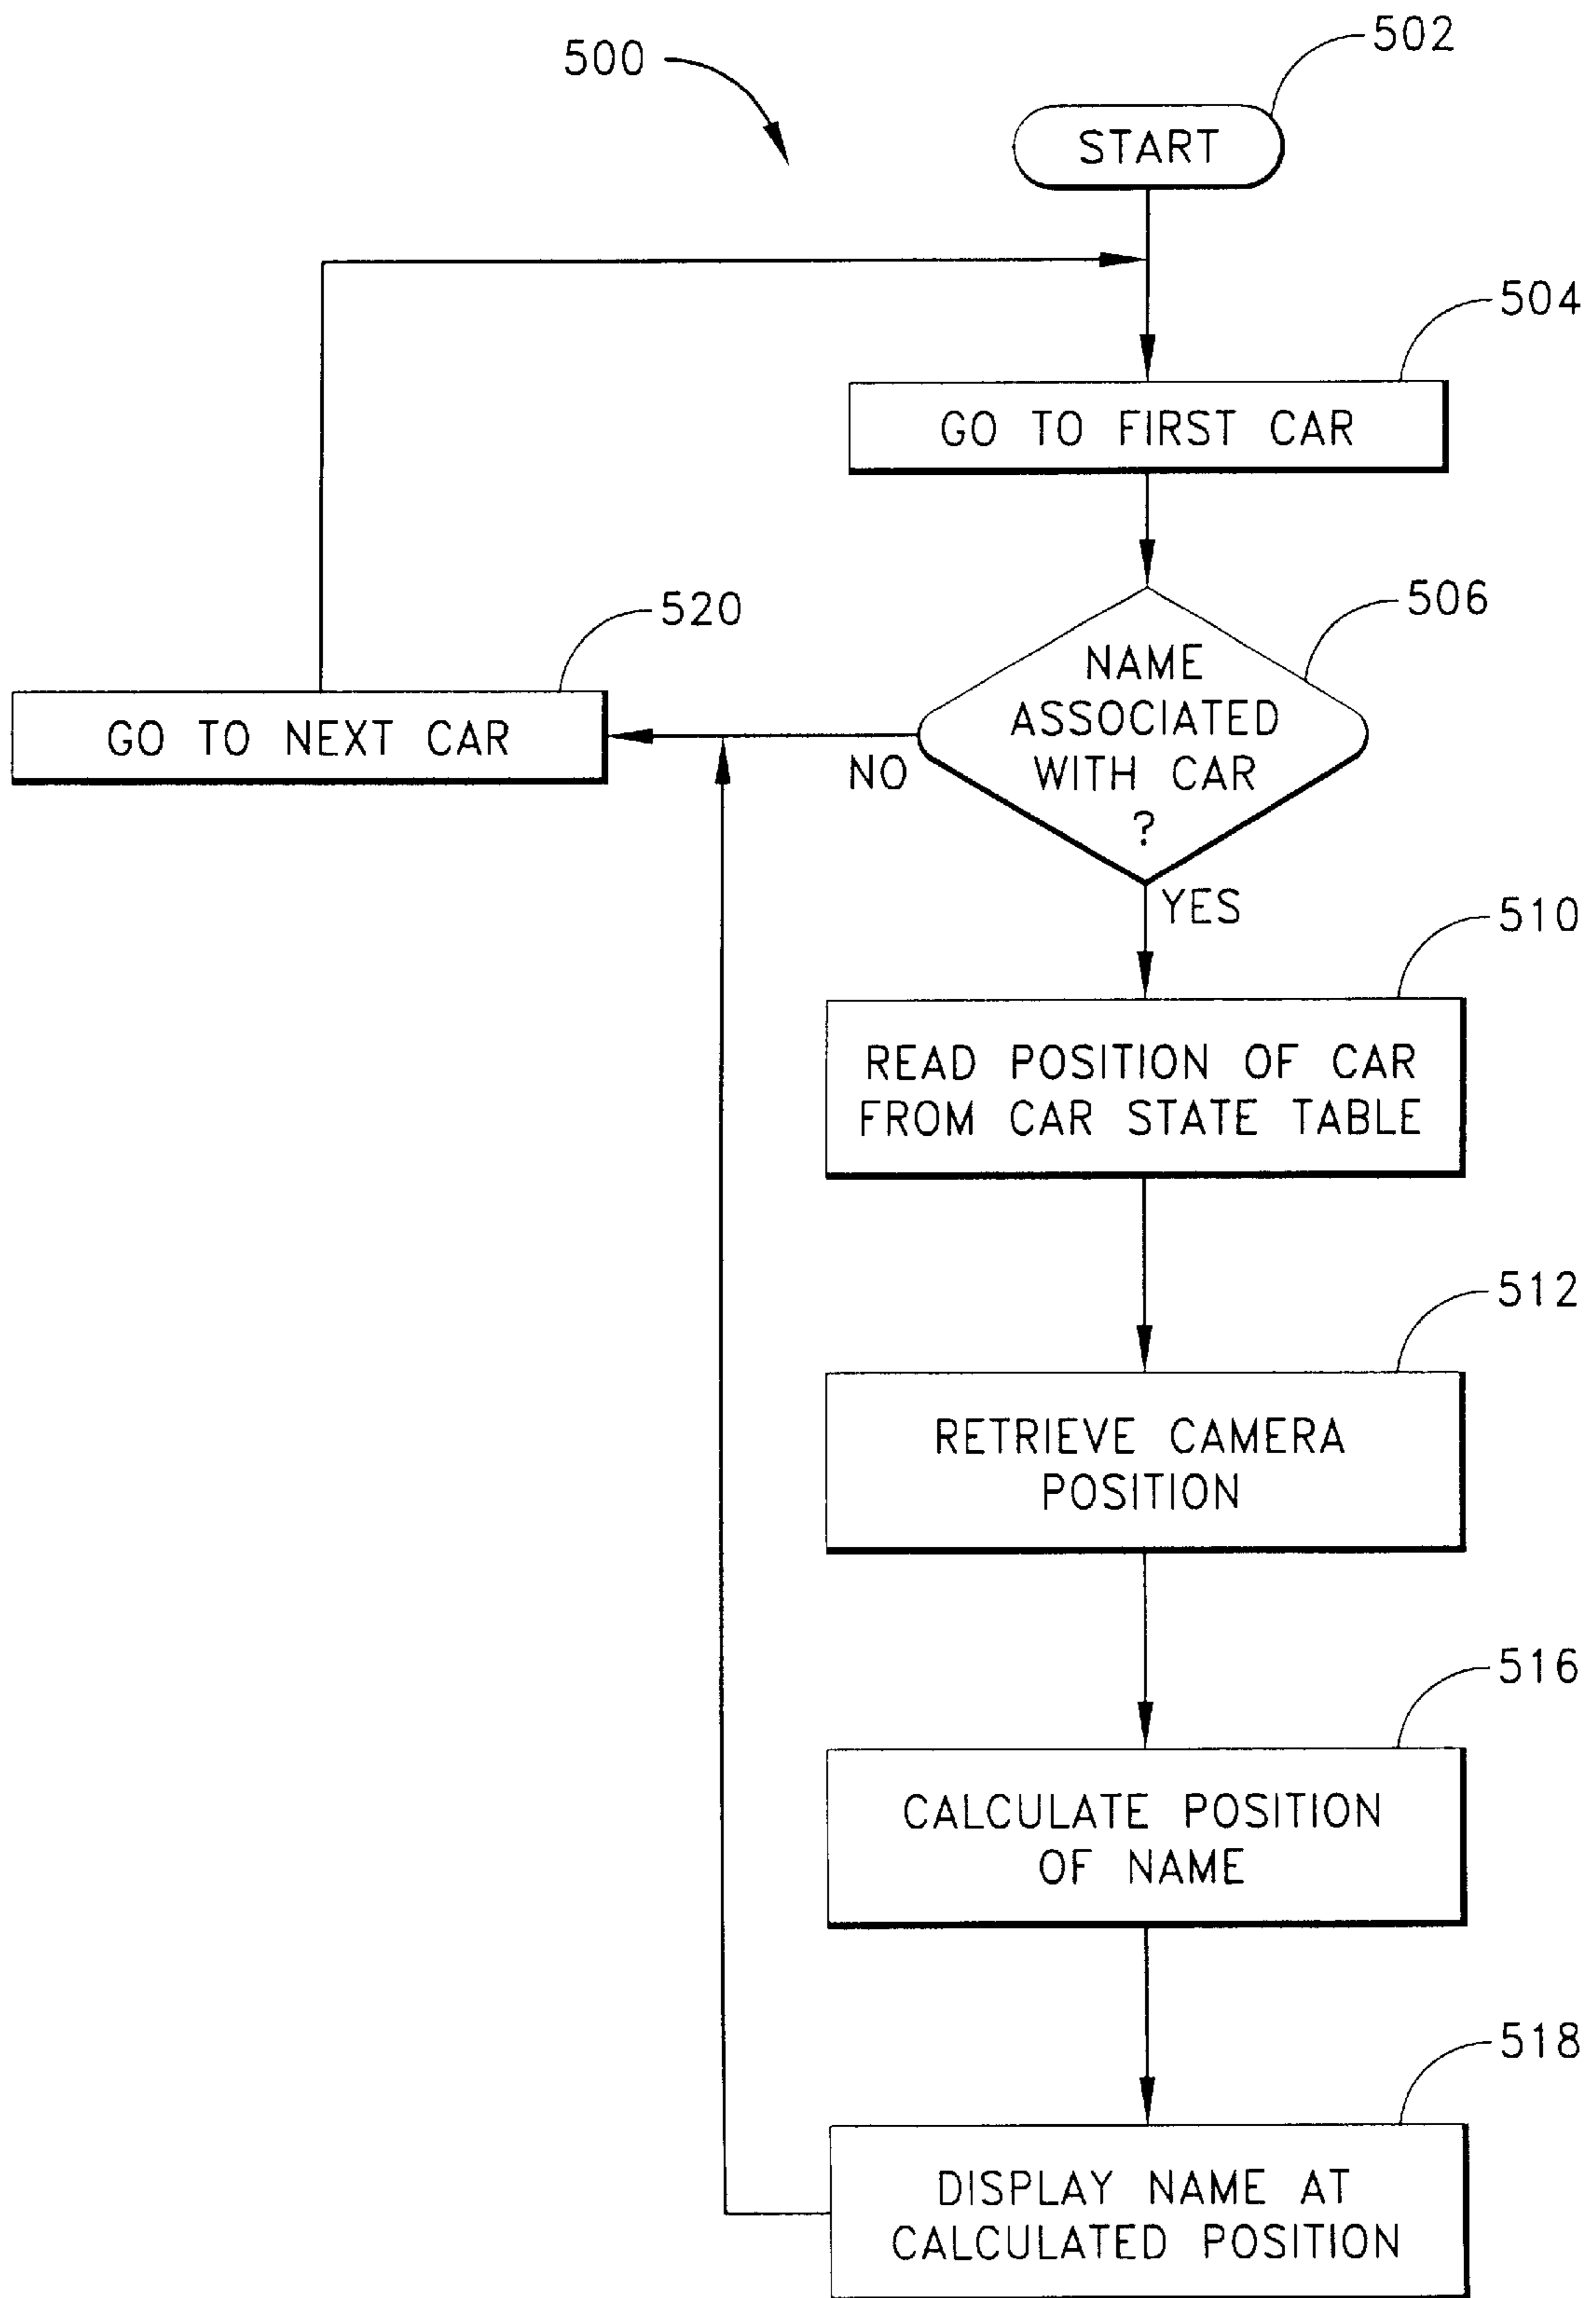 500
502
START
504
GO TO FIRST CAR
506
NAME
ASSOCIATED
WITH CAR
?
NO
520
GO TO NEXT CAR
YES
510
READ POSITION OF CAR
FROM CAR STATE TABLE
512
RETRIEVE CAMERA
POSITION
516
CALCULATE POSITION
OF NAME
518
DISPLAY NAME AT
CALCULATED POSITION